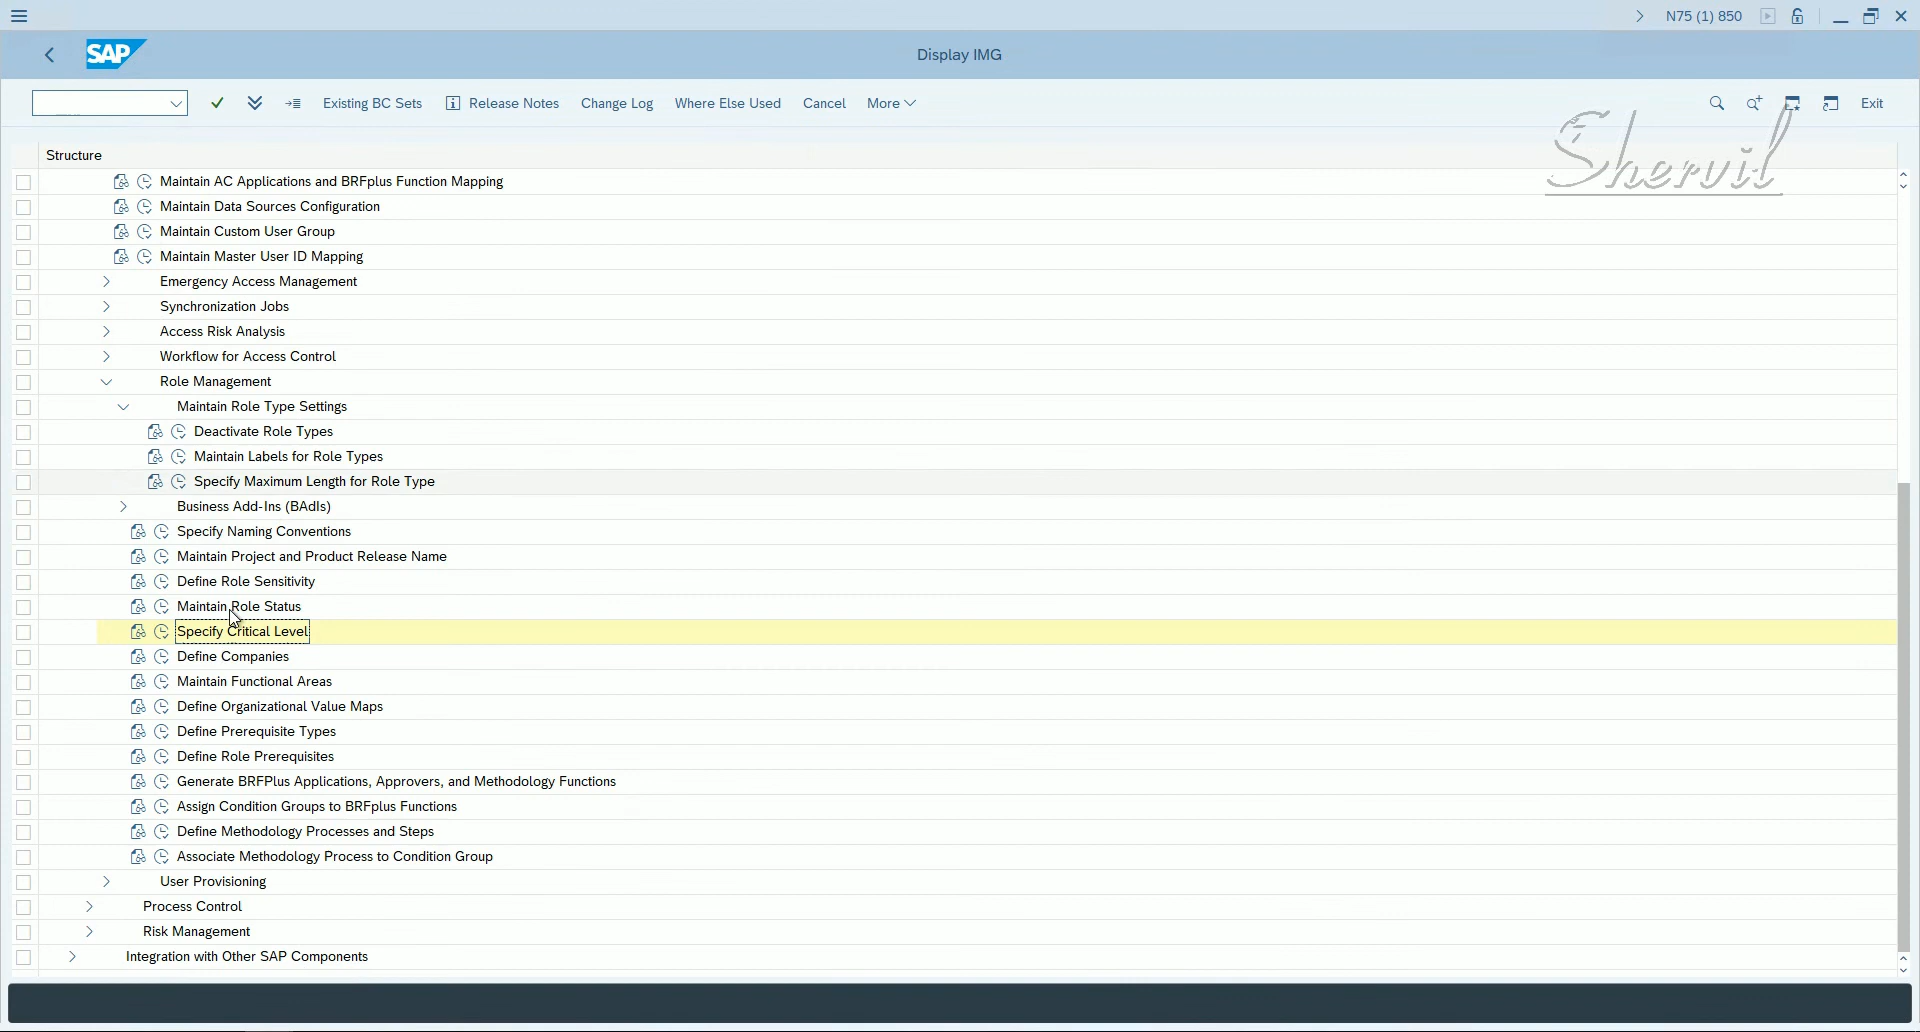 N75 (1) 850
SAP
Display IMG
Existing BC Sets
Release Notes
Change Log
Where Else Used
Cancel
More
Exit
Shervil
Structure
Maintain AC Applications and BRFplus Function Mapping
Maintain Data Sources Configuration
Maintain Custom User Group
Maintain Master User ID Mapping
Emergency Access Management
Synchronization Jobs
Access Risk Analysis
Workflow for Access Control
Role Management
Maintain Role Type Settings
Deactivate Role Types
Maintain Labels for Role Types
Specify Maximum Length for Role Type
Business Add-Ins (BAdIs)
Specify Naming Conventions
Maintain Project and Product Release Name
Define Role Sensitivity
Maintain Role Status
Specify Critical Level
Define Companies
Maintain Functional Areas
Define Organizational Value Maps
Define Prerequisite Types
Define Role Prerequisites
Generate BRFPlus Applications, Approvers, and Methodology Functions
Assign Condition Groups to BRFplus Functions
Define Methodology Processes and Steps
Associate Methodology Process to Condition Group
User Provisioning
Process Control
Risk Management
Integration with Other SAP Components